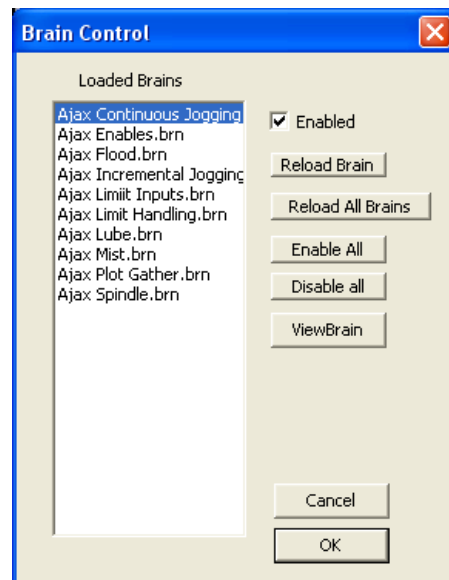 Brain Control
Loaded Brains
Ajax Continuous Jogging
Ajax Enables.brn
Ajax Flood.brn
Ajax Incremental Jogging
Ajax Limiit Inputs.brn
Ajax Limit Handling.brn
Ajax Lube.brn
Ajax Mist.brn
Ajax Plot Gather.brn
Ajax Spindle.brn
Enabled
Reload Brain
Reload All Brains
Enable All
Disable all
ViewBrain
Cancel
OK